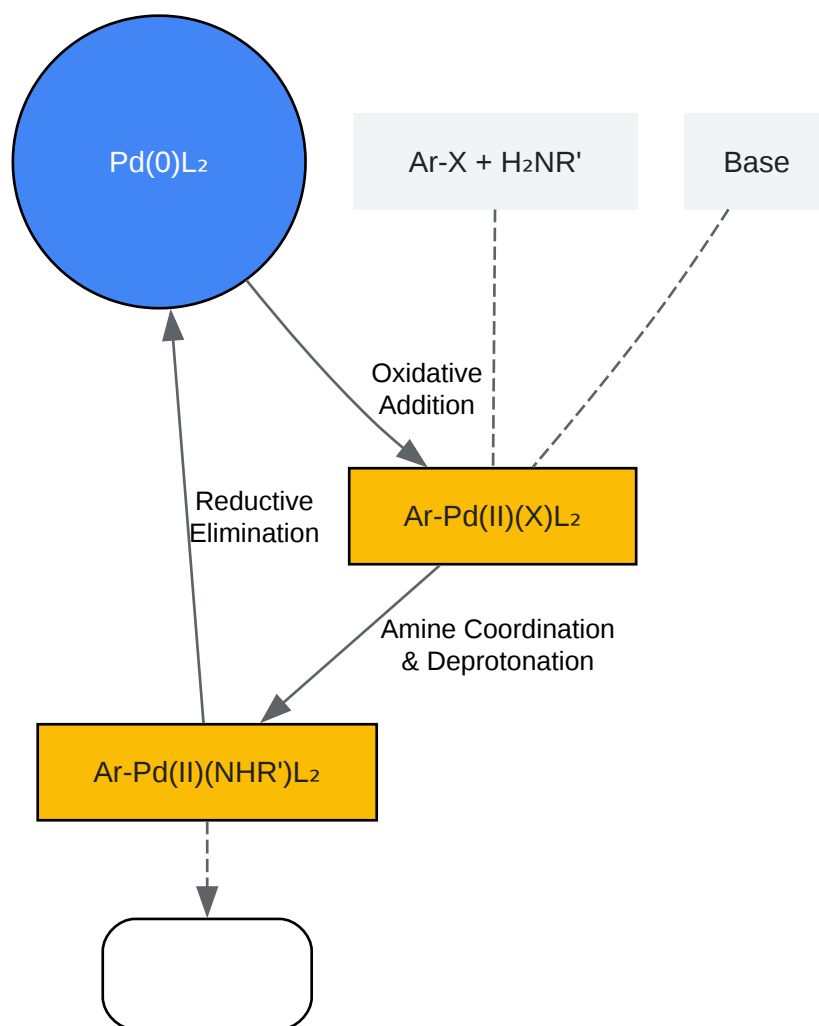 Pd(0)L₂
Ar-X + H₂NR'
Base
Oxidative
Addition
Reductive
Elimination
Ar-Pd(II)(X)L₂
Amine Coordination
& Deprotonation
Ar-Pd(II)(NHR')L₂